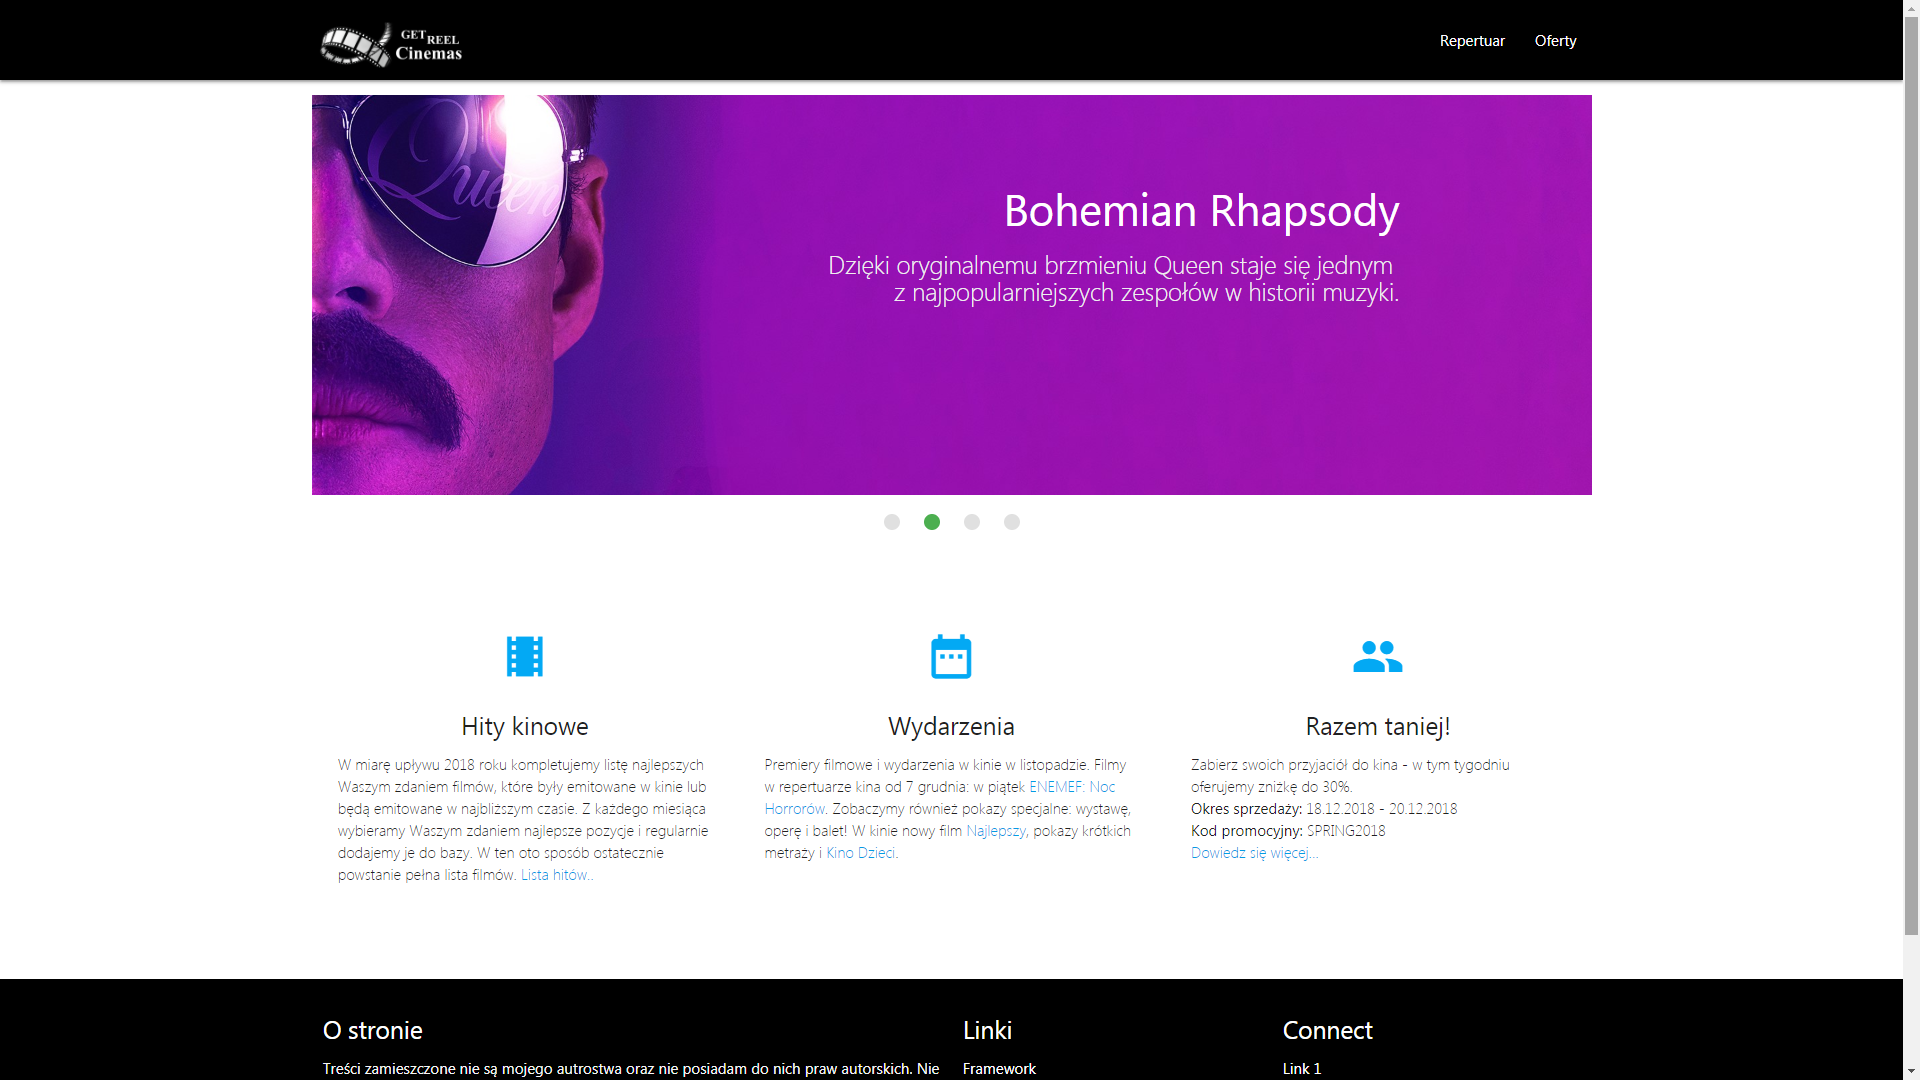 GET REEL
Cinemas
Repertuar
Oferty
Queen
Bohemian Rhapsody
Dzięki oryginalnemu brzmieniu Queen staje się jednym
z najpopularniejszych zespołów w historii muzyki.
Hity kinowe
W miarę upływu 2018 roku kompletujemy listę najlepszych
Waszym zdaniem filmów, które były emitowane w kinie lub
będą emitowane w najbliższym czasie. Z każdego miesiąca
wybieramy Waszym zdaniem najlepsze pozycje i regularnie
dodajemy je do bazy. W ten oto sposób ostatecznie
powstanie pełna lista filmów. Lista hitów..
Wydarzenia
Premiery filmowe i wydarzenia w kinie w listopadzie. Filmy
w repertuarze kina od 7 grudnia: w piątek ENEMEF: Noc
Horrorów. Zobaczymy również pokazy specjalne: wystawę,
operę i balet! W kinie nowy film Najlepszy, pokazy krótkich
metraży i Kino Dzieci.
Razem taniej!
Zabierz swoich przyjaciół do kina - w tym tygodniu
oferujemy zniżkę do 30%.
Okres sprzedaży: 18.12.2018 - 20.12.2018
Kod promocyjny: SPRING2018
Dowiedz się więcej...
O stronie
Treści zamieszczone nie są mojego autrostwa oraz nie posiadam do nich praw autorskich. Nie
Linki
Framework
Connect
Link 1